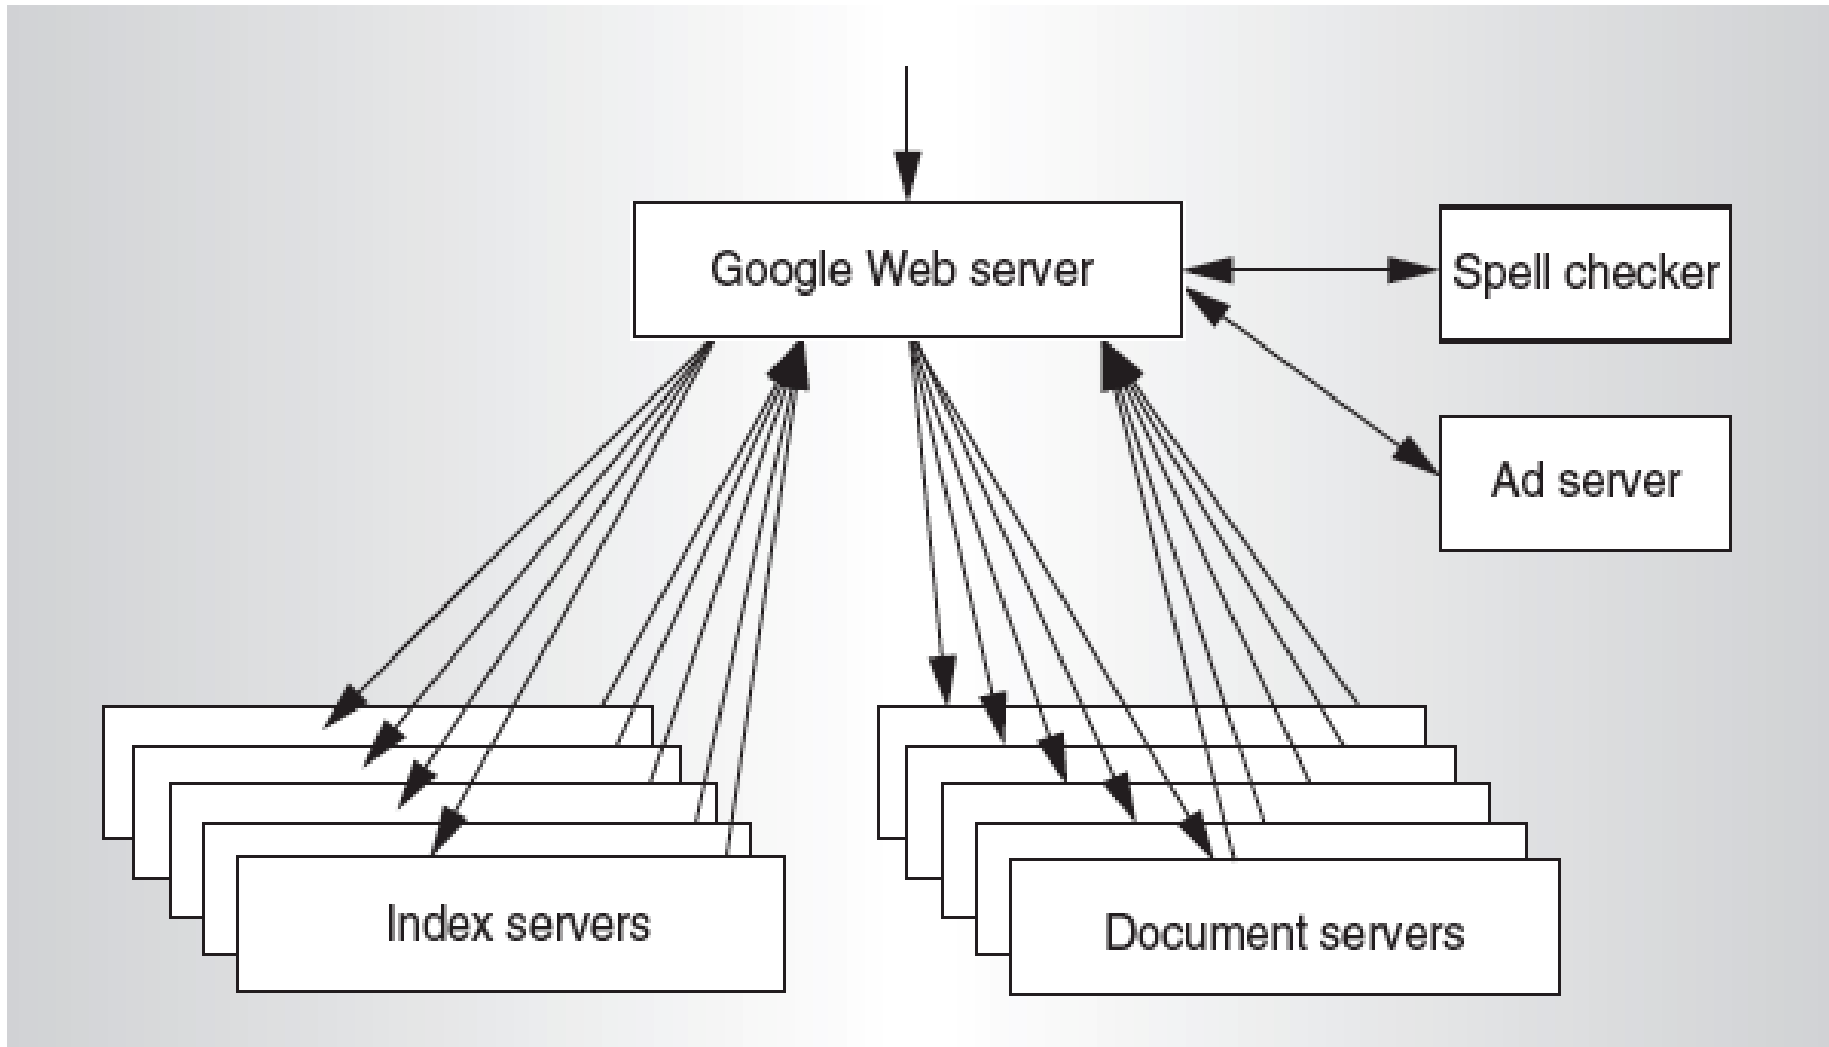 Google Web server
Spell checker
Ad server
Index servers
Document servers